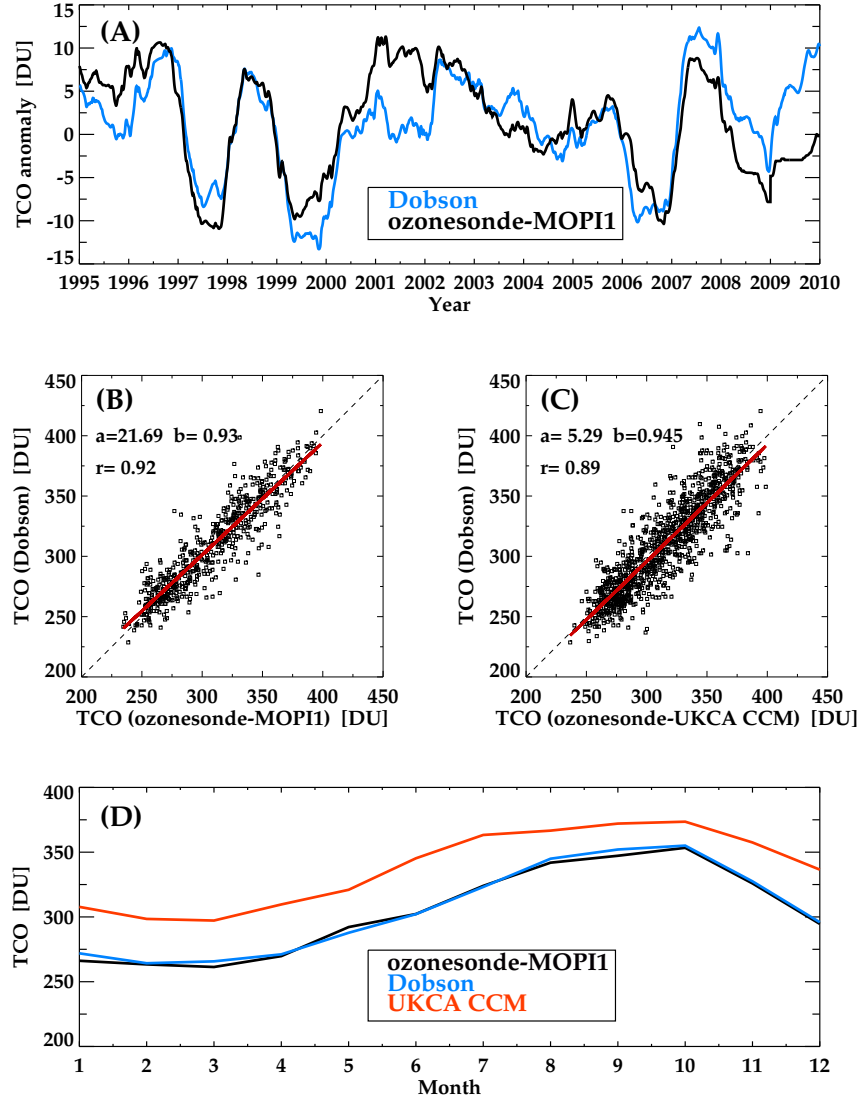 (A)
TCO anomaly [DU]
15
10
5
0
-5
-10
-15
Dobson
ozonesonde-MOPI1
1995 1996 1997 1998 1999 2000 2001 2002 2003 2004 2005 2006 2007 2008 2009 2010
Year
(B)
a=21.69 b= 0.93
r= 0.92
TCO (Dobson) [DU]
450
400
350
300
250
200
200 250 300 350 400 450
TCO (ozonesonde-MOPI1) [DU]
(C)
a= 5.29 b=0.945
r= 0.89
TCO (Dobson) [DU]
450
400
350
300
250
200
200 250 300 350 400 450
TCO (ozonesonde-UKCA CCM) [DU]
(D)
TCO [DU]
400
350
300
250
200
ozonesonde-MOPI1
Dobson
UKCA CCM
1 2 3 4 5 6 7 8 9 10 11 12
Month